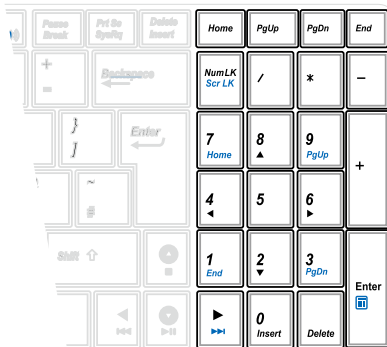 Pause Prt Sc Delete Home PgUp PgDn End
Break SysRq Insert
+ Backspace NumLK / * -
= Scr LK
} Enter 7 8 9 +
] Home PgUp
~ 4 5 6
#
Shift 1 2 3 Enter
End PgDn
0 Delete
Insert